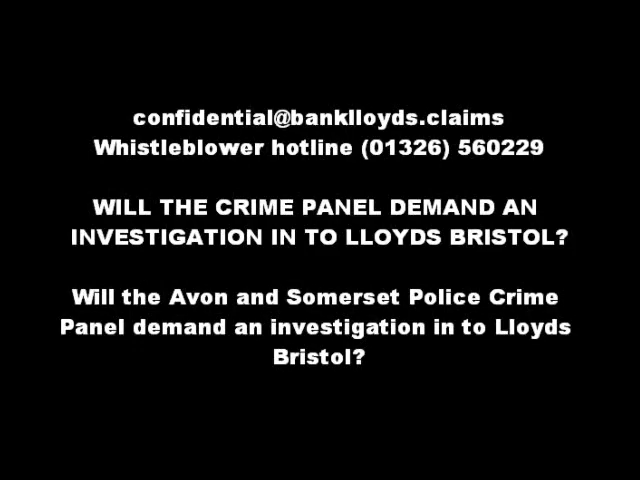 confidential@banklloyds.claims
Whistleblower hotline (01326) 560229
WILL THE CRIME PANEL DEMAND AN
INVESTIGATION IN TO LLOYDS BRISTOL?
Will the Avon and Somerset Police Crime
Panel demand an investigation in to Lloyds
Bristol?